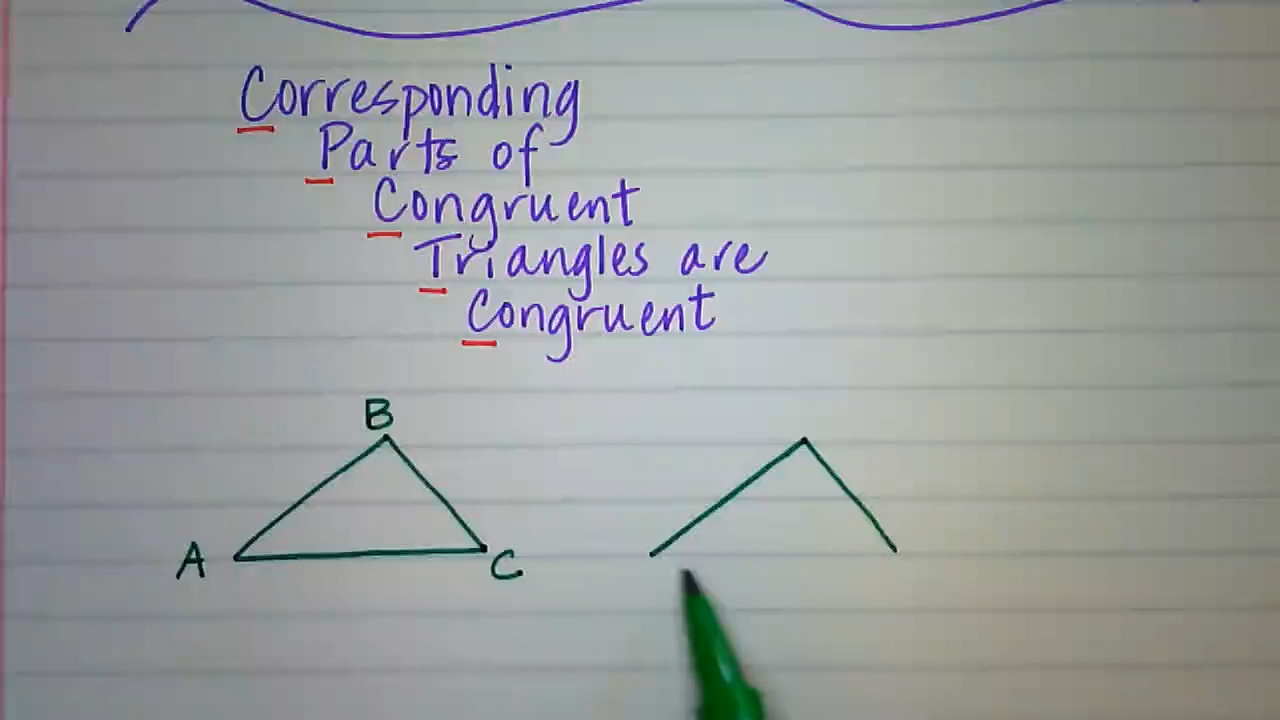 Corresponding
Parts of
Congruent
Triangles are
Congruent
B
A
C